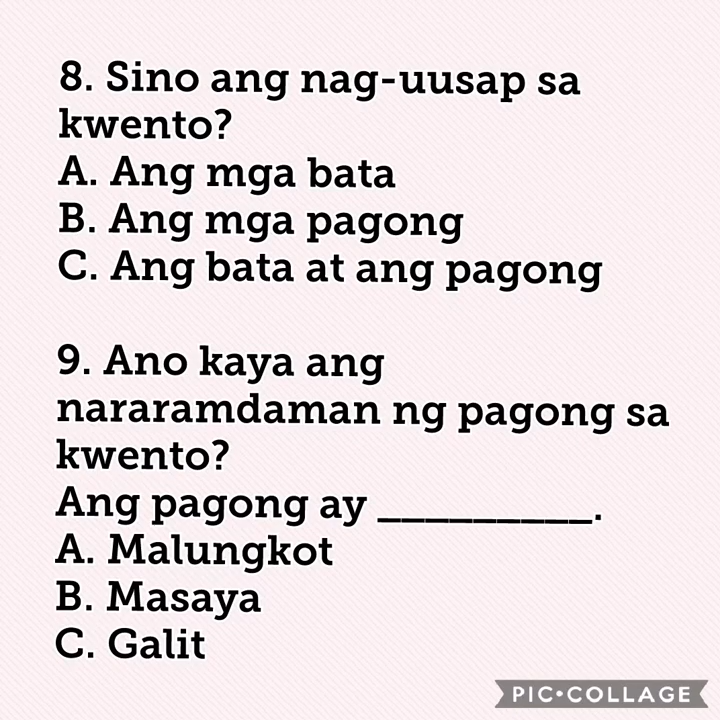 8. Sino ang nag-uusap sa
kwento?
A. Ang mga bata
B. Ang mga pagong
C. Ang bata at ang pagong
9. Ano kaya ang
nararamdaman ng pagong sa
kwento?
Ang pagong ay __________.
A. Malungkot
B. Masaya
C. Galit
PIC•COLLAGE